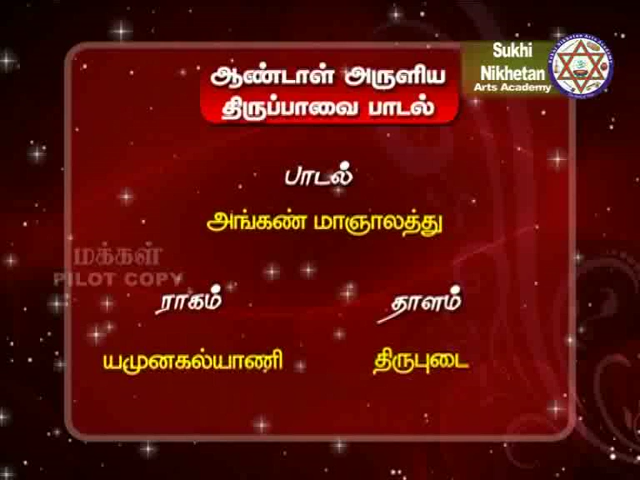 Sukhi
Nikhetan
Arts Academy
ஆண்டாள் அருளிய
திருப்பாவை பாடல்
பாடல்
அங்கண் மாஞாலத்து
மக்கள்
PILOT COPY
ராகம்
தாளம்
யமுனகல்யாணி
திருபுடை